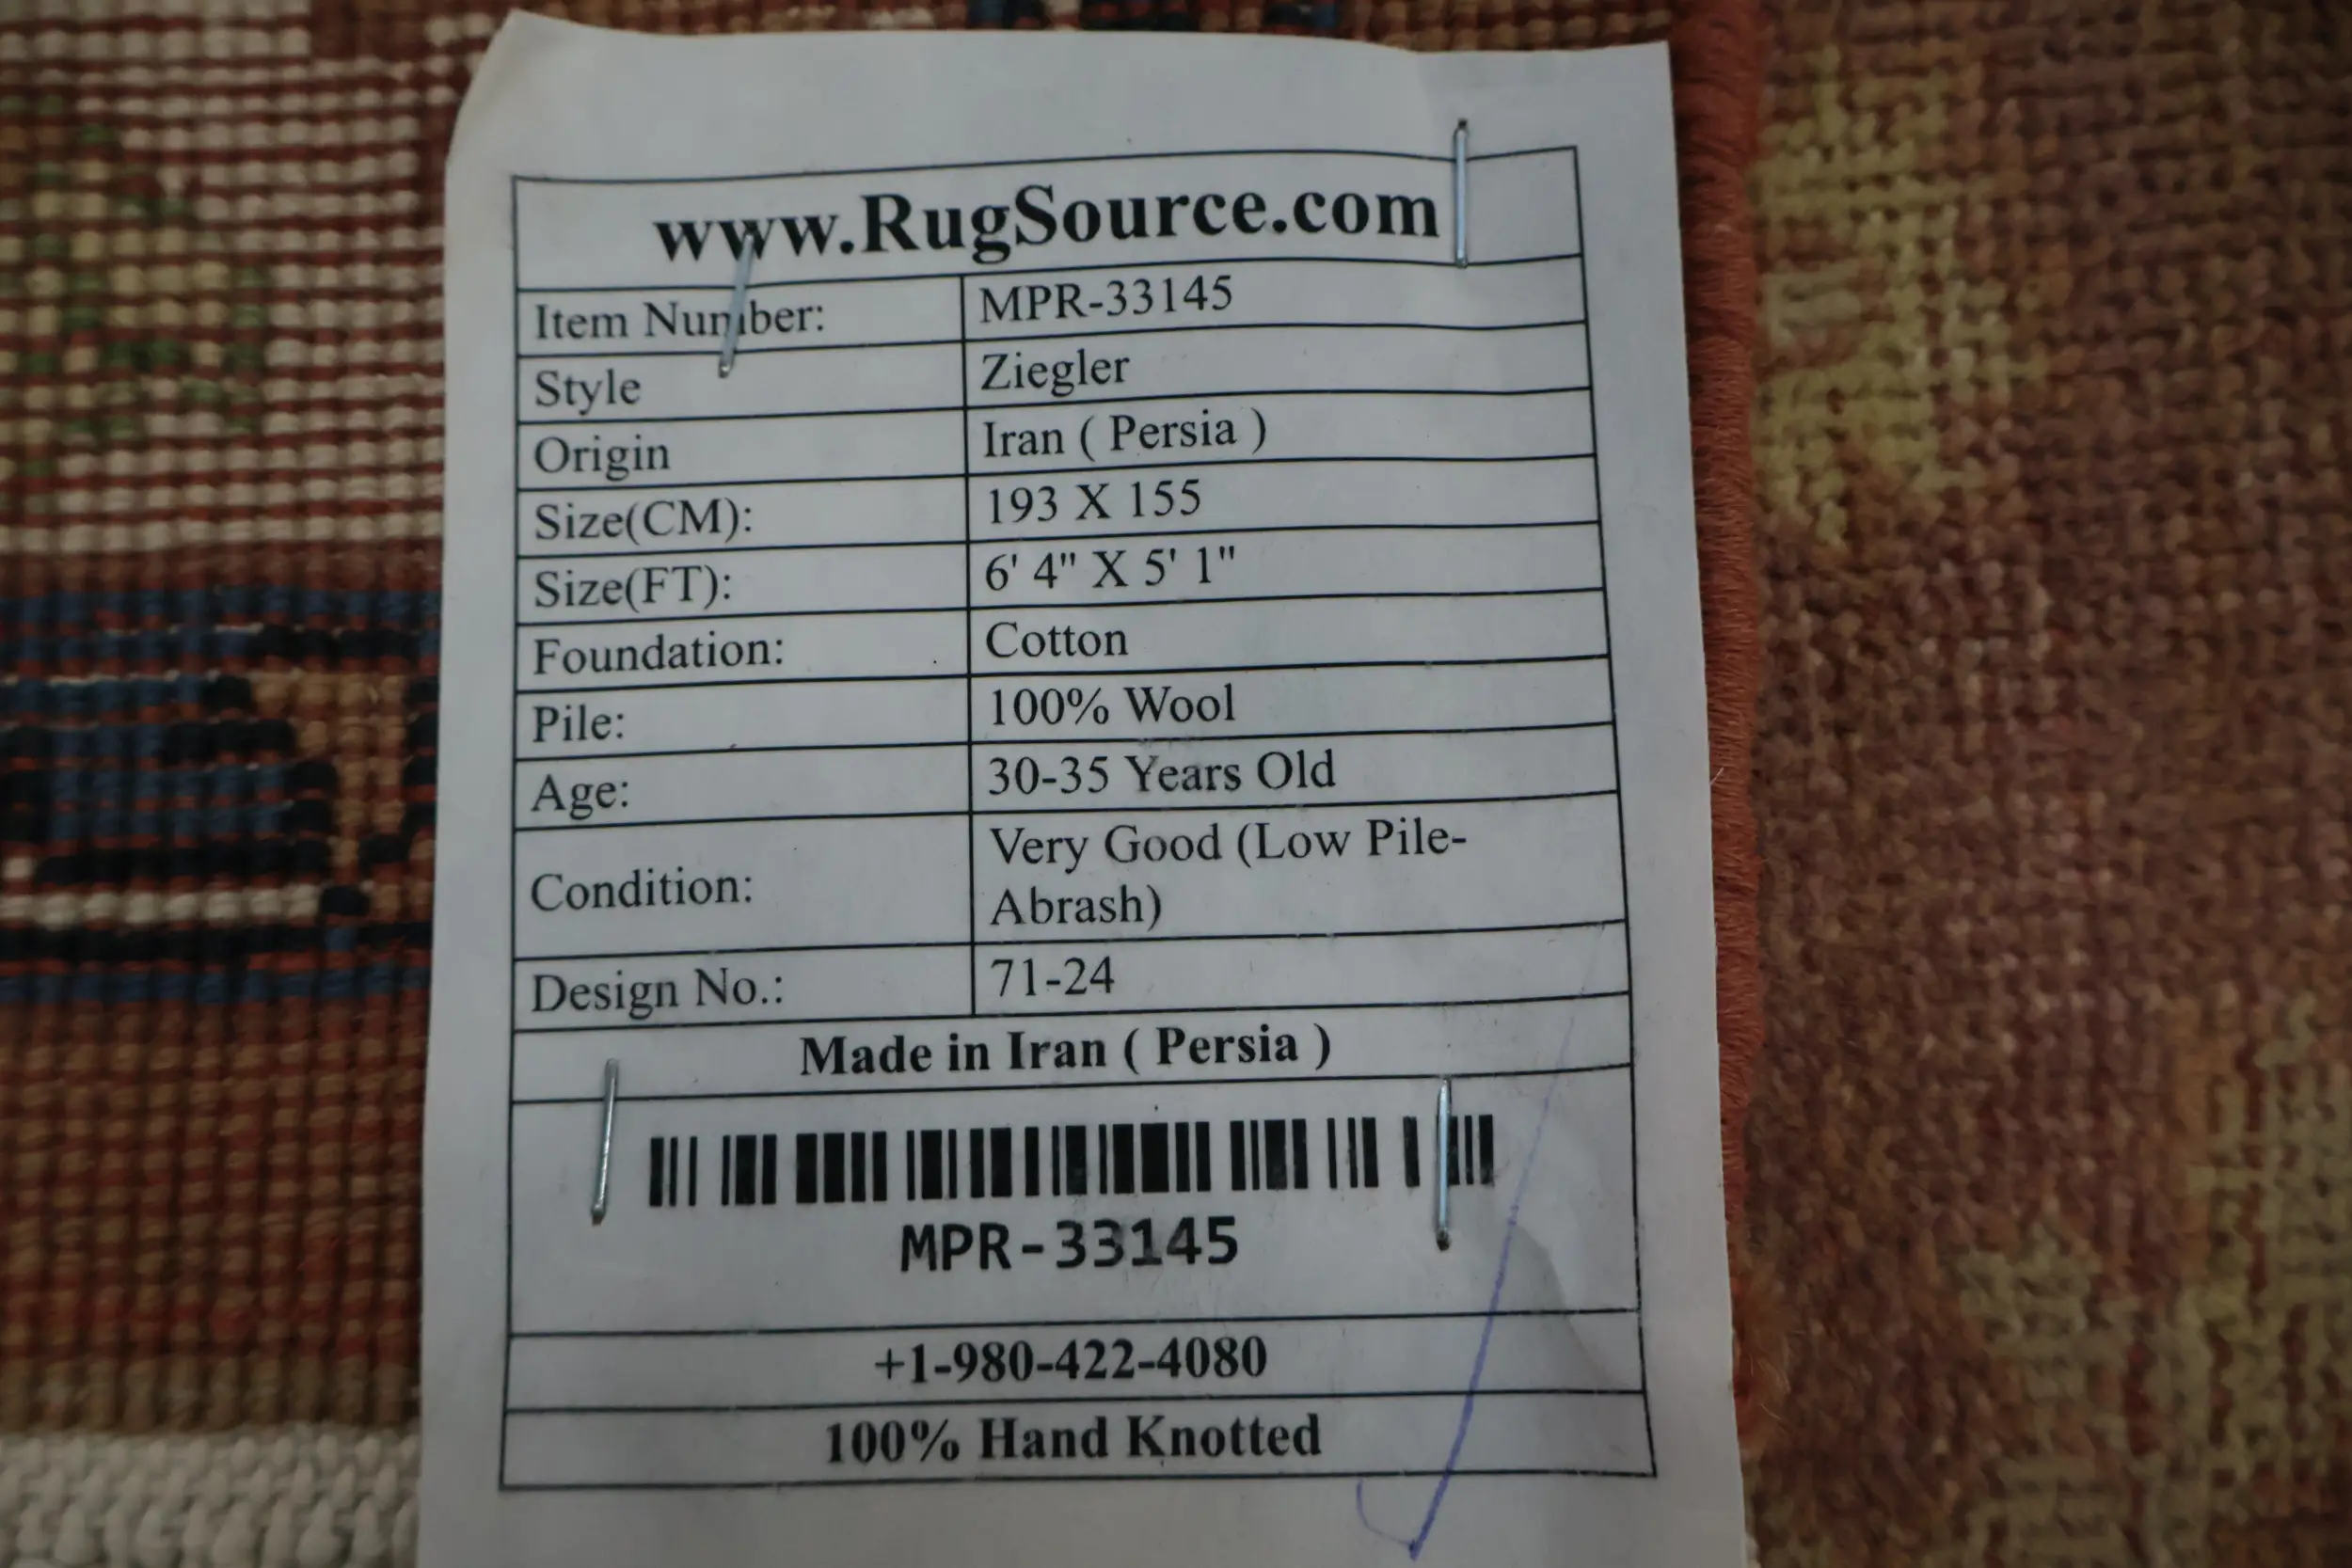 www.RugSource.com
Item Number: MPR-33145
Style Ziegler
Origin Iran ( Persia )
Size(CM): 193 X 155
Size(FT): 6' 4" X 5' 1"
Foundation: Cotton
Pile: 100% Wool
Age: 30-35 Years Old
Condition: Very Good (Low Pile-
Abrash)
Design No.: 71-24
Made in Iran ( Persia )
MPR-33145
+1-980-422-4080
100% Hand Knotted